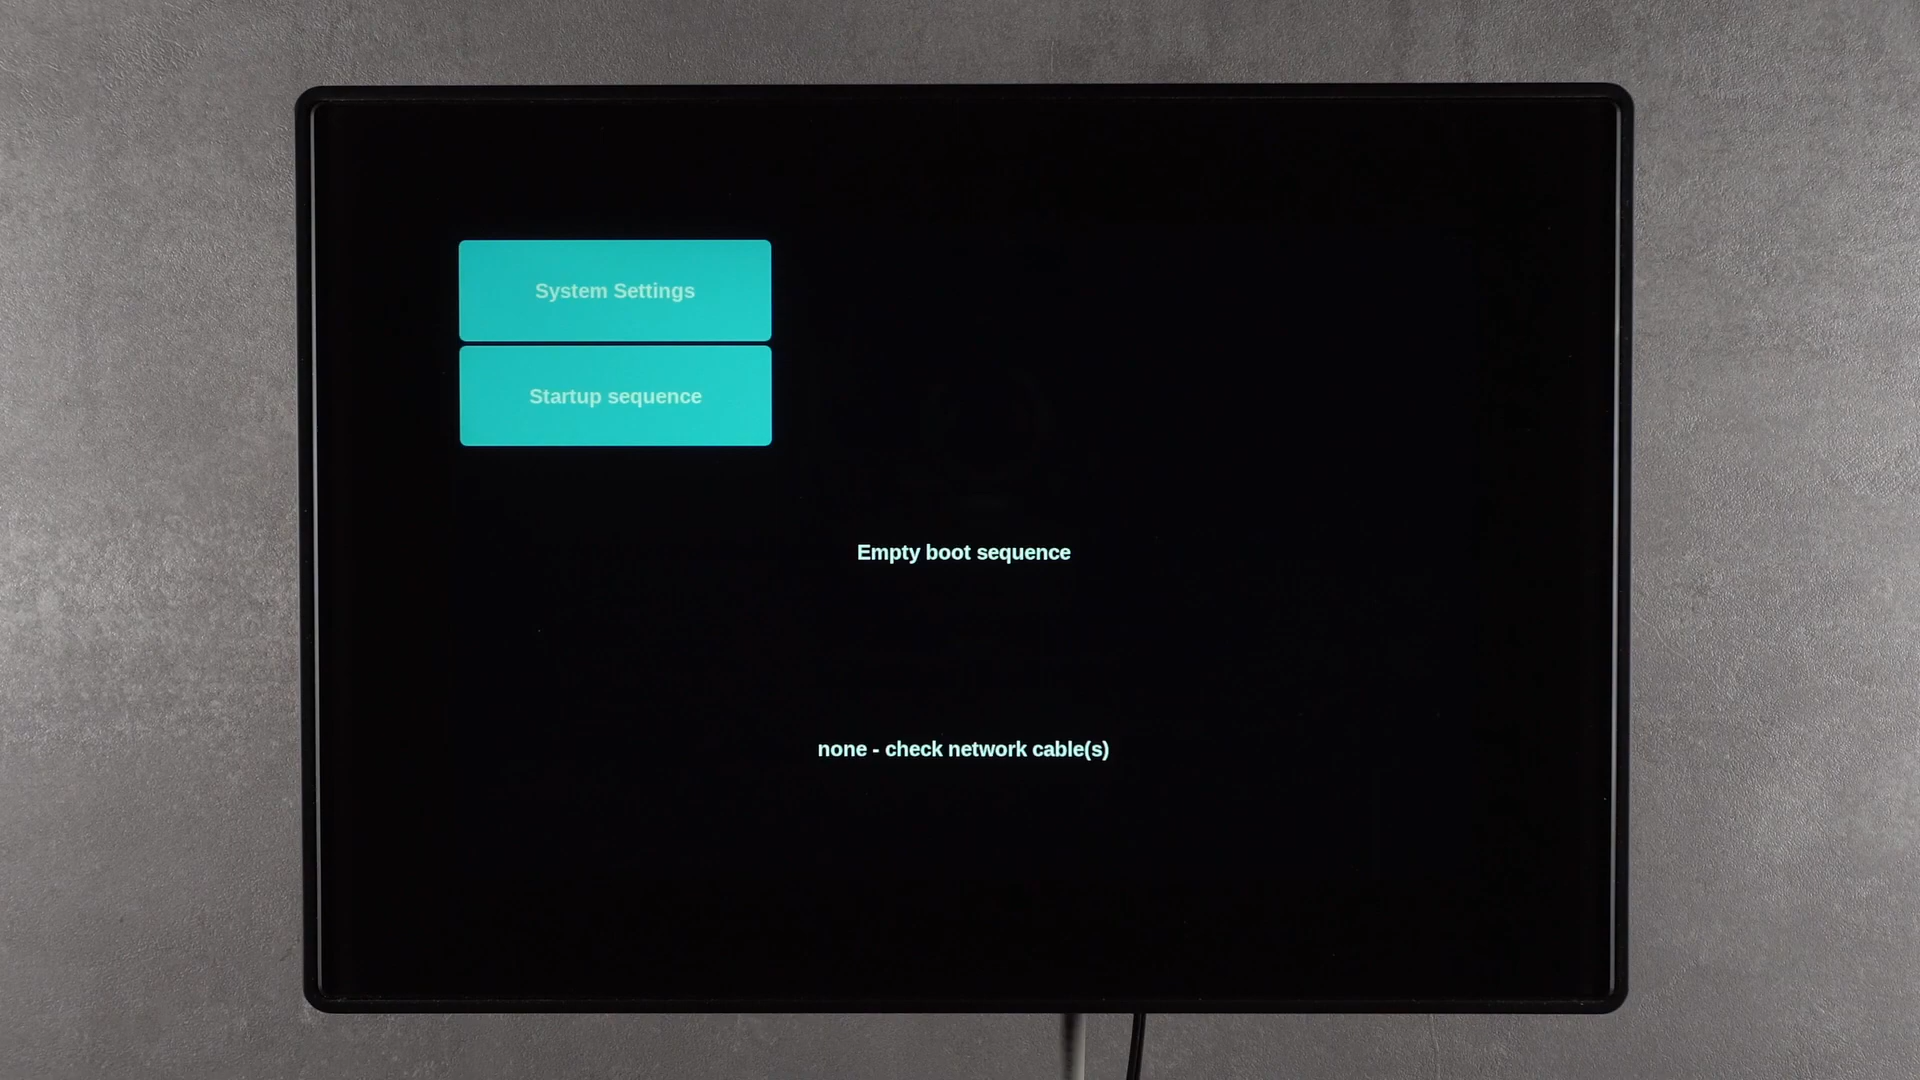 System Settings
Startup sequence
Empty boot sequence
none - check network cable(s)